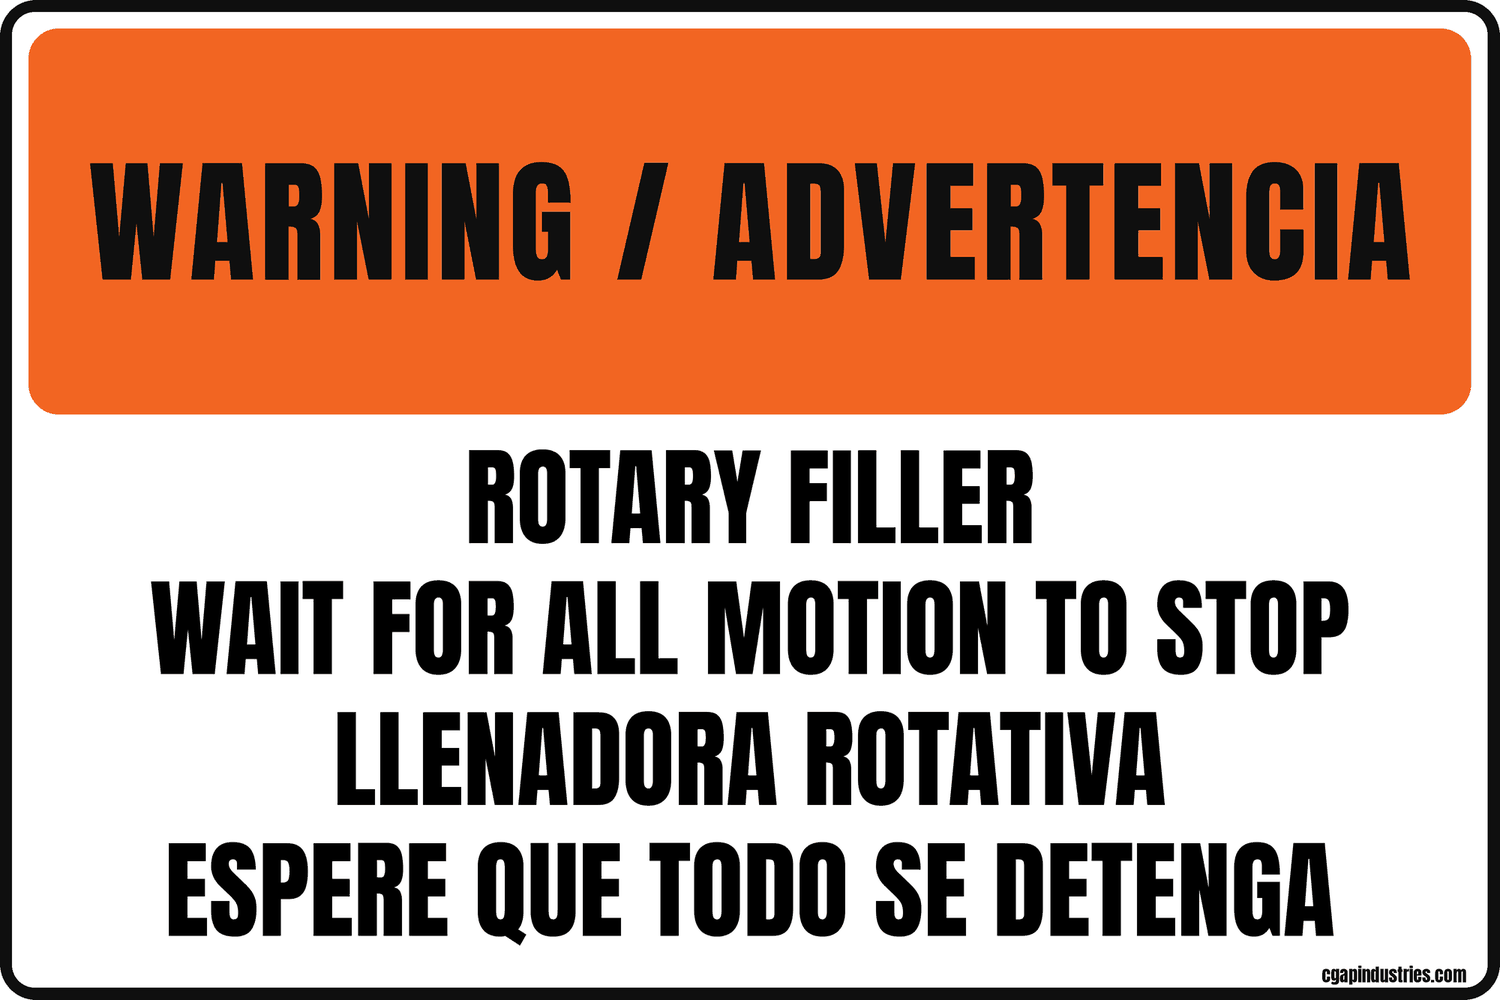 WARNING / ADVERTENCIA
ROTARY FILLER
WAIT FOR ALL MOTION TO STOP
LLENADORA ROTATIVA
ESPERE QUE TODO SE DETENGA
cgapindustries.com